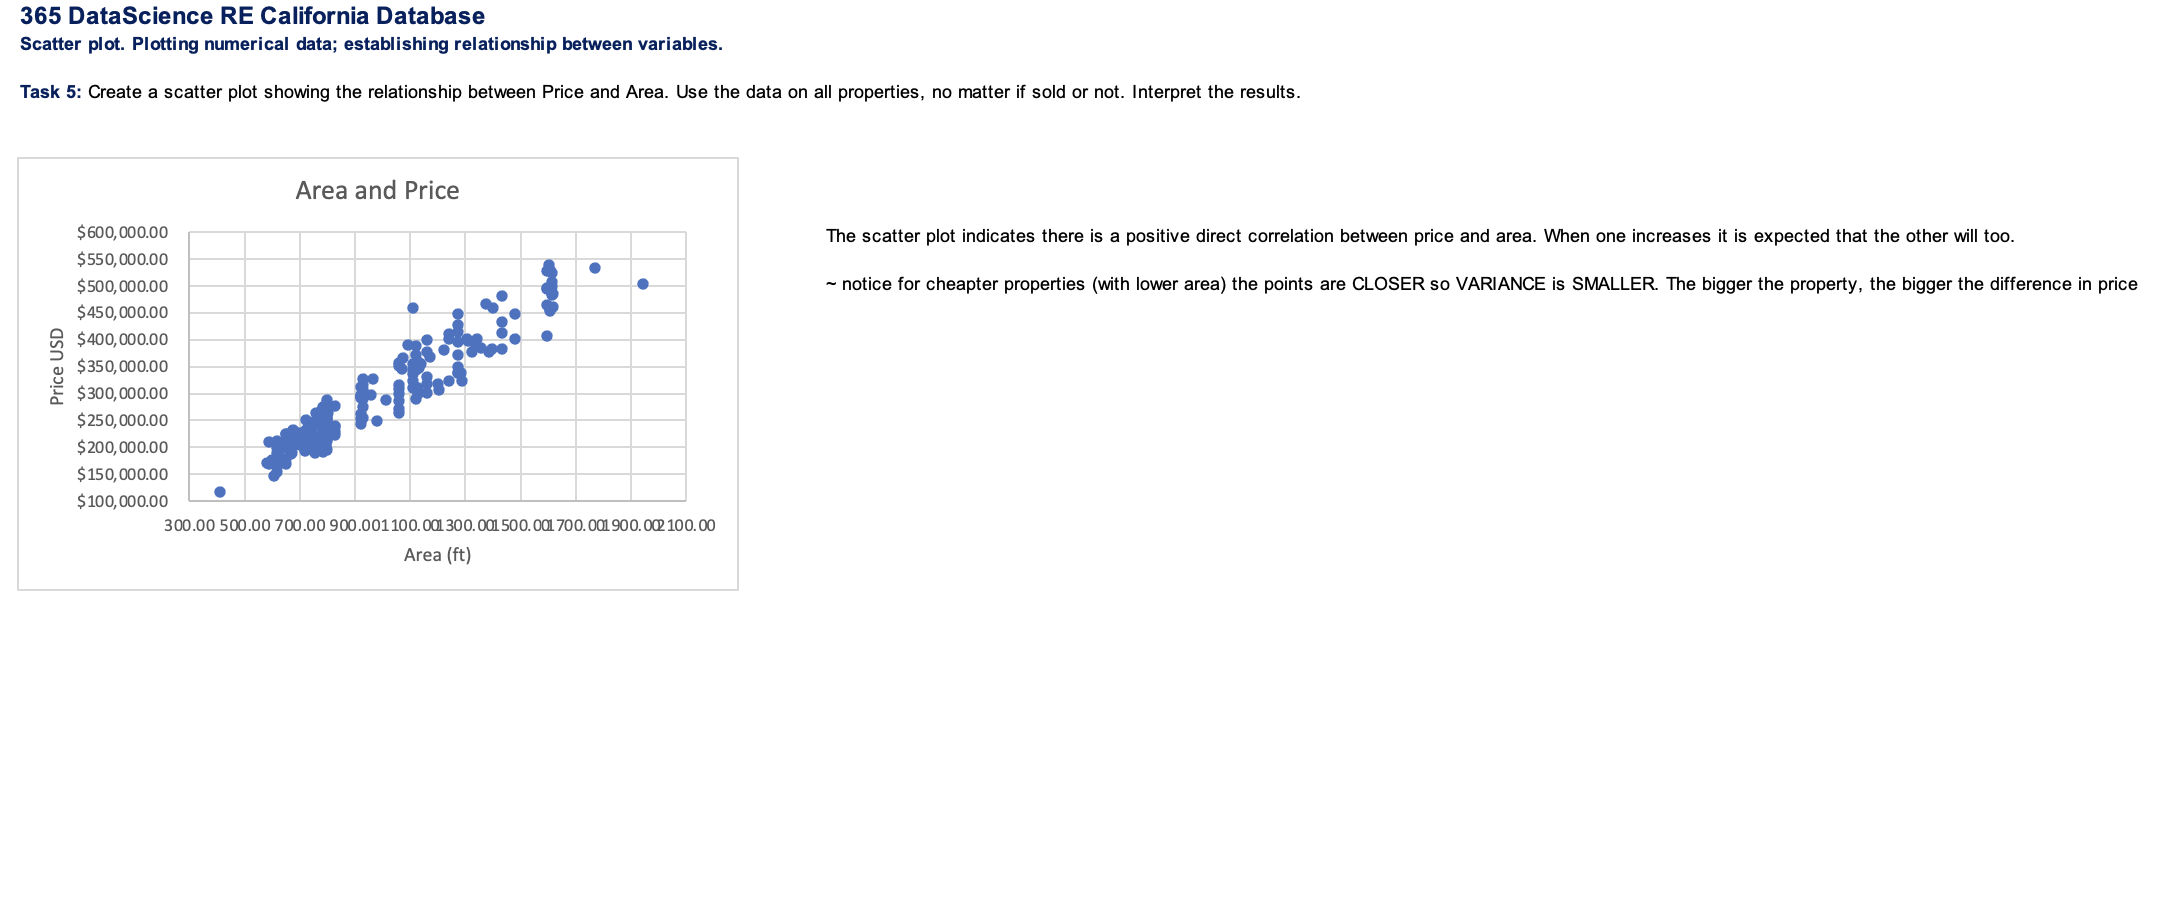 365 DataScience RE California Database
Scatter plot. Plotting numerical data; establishing relationship between variables.
Task 5: Create a scatter plot showing the relationship between Price and Area. Use the data on all properties, no matter if sold or not. Interpret the results.
Area and Price
Price USD
$600,000.00
$550,000.00
$500,000.00
$450,000.00
$400,000.00
$350,000.00
$300,000.00
$250,000.00
$200,000.00
$150,000.00
$100,000.00
300.00 500.00 700.00 900.00 1100.00 1300.00 1500.00 1700.00 1900.00 2100.00
Area (ft)
The scatter plot indicates there is a positive direct correlation between price and area. When one increases it is expected that the other will too.
~ notice for cheapter properties (with lower area) the points are CLOSER so VARIANCE is SMALLER. The bigger the property, the bigger the difference in price